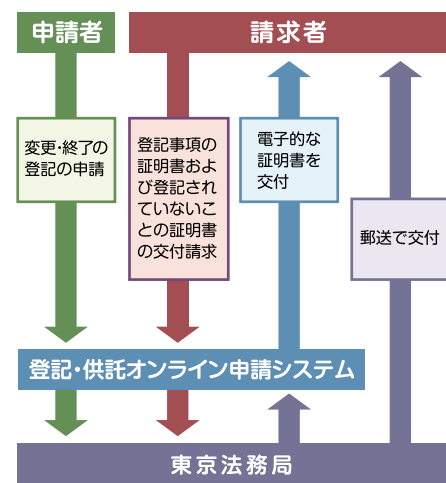 申請者
請求者
変更・終了の
登記の申請
登記事項の
証明書およ
び登記され
ていないこ
との証明書
の交付請求
電子的な
証明書を
交付
郵送で交付
登記・供託オンライン申請システム
東京法務局